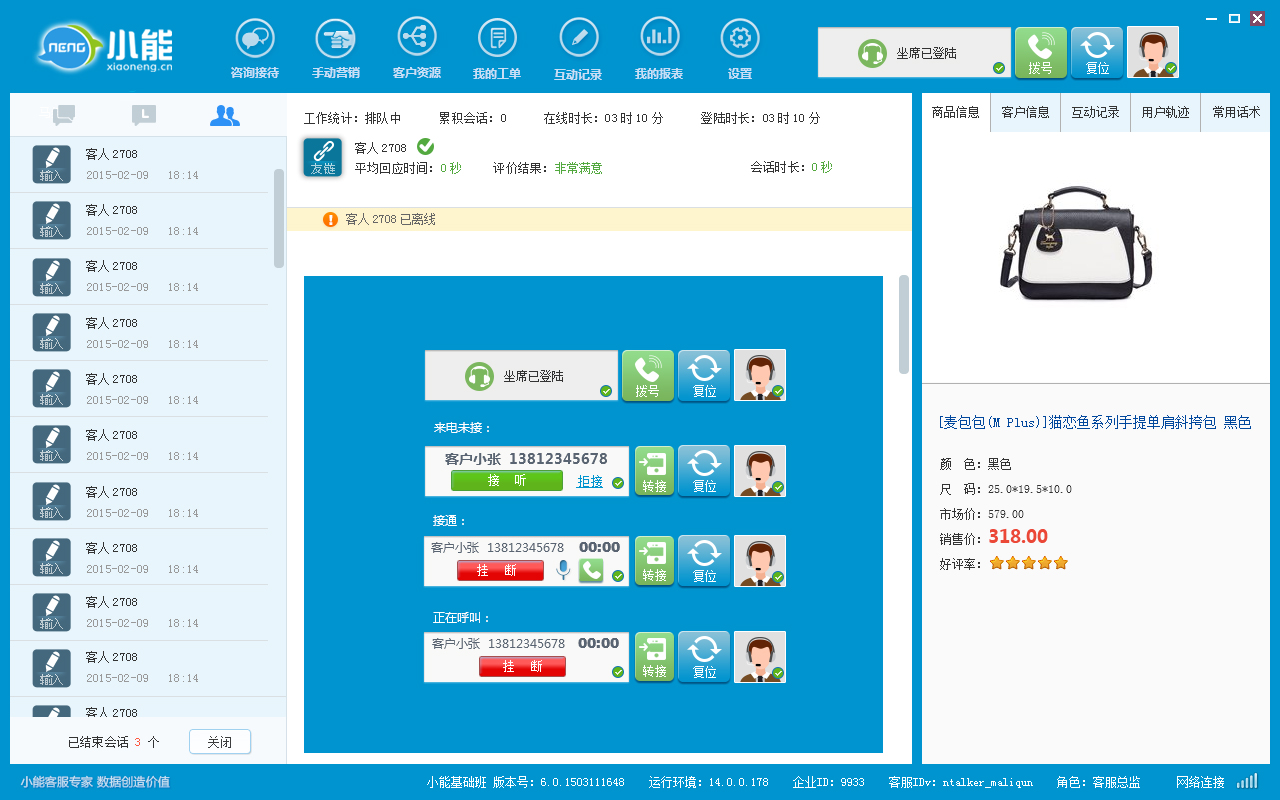 NENG 小能
xiaoneng.cn
咨询接待 手动营销 客户资源 我的工单 互动记录 我的报表 设置
坐席已登陆 拨号 复位
输入 客人 2708
2015-02-09 18:14
输入 客人 2708
2015-02-09 18:14
输入 客人 2708
2015-02-09 18:14
输入 客人 2708
2015-02-09 18:14
输入 客人 2708
2015-02-09 18:14
输入 客人 2708
2015-02-09 18:14
输入 客人 2708
2015-02-09 18:14
输入 客人 2708
2015-02-09 18:14
输入 客人 2708
2015-02-09 18:14
输入 客人 2708
2015-02-09 18:14
客人 2708
已结束会话 3 个 关闭
工作统计：排队中 累积会话：0 在线时长：03 时 10 分 登陆时长：03 时 10 分
友链 客人 2708
平均回应时间：0 秒 评价结果：非常满意 会话时长：0 秒
客人 2708 已离线
坐席已登陆 拨号 复位
来电未接：
客户小张 13812345678
接 听 拒接 转接 复位
接通：
客户小张 13812345678 00:00
挂 断 转接 复位
正在呼叫：
客户小张 13812345678 00:00
挂 断 转接 复位
商品信息 客户信息 互动记录 用户轨迹 常用话术
[麦包包(M Plus)]猫恋鱼系列手提单肩斜挎包 黑色
颜 色：黑色
尺 码：25.0*19.5*10.0
市场价：579.00
销售价：318.00
好评率：
小能客服专家 数据创造价值 小能基础班 版本号：6.0.1503111648 运行环境：14.0.0.178 企业ID：9933 客服IDv：ntalker_maliqun 角色：客服总监 网络连接